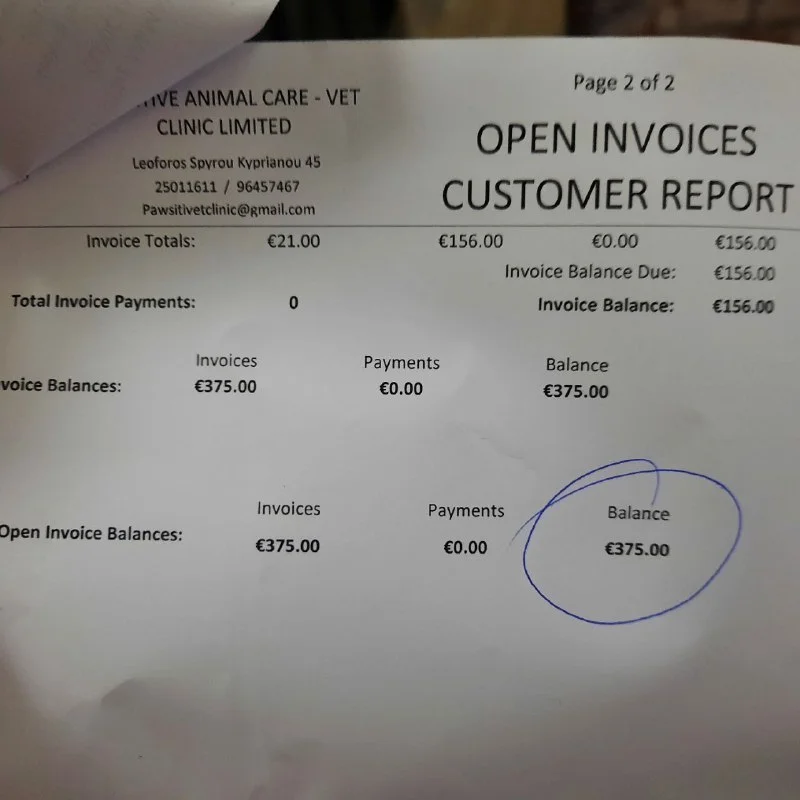 ANIMAL CARE - VET
CLINIC LIMITED
Leoforos Spyrou Kyprianou 45
25011611 / 96457467
Pawsitivetclinic@gmail.com
Page 2 of 2
OPEN INVOICES
CUSTOMER REPORT
Invoice Totals: €21.00 €156.00 €0.00 €156.00
Invoice Balance Due: €156.00
Total Invoice Payments: 0 Invoice Balance: €156.00
Invoices Payments Balance
voice Balances: €375.00 €0.00 €375.00
Invoices Payments Balance
Open Invoice Balances: €375.00 €0.00 €375.00